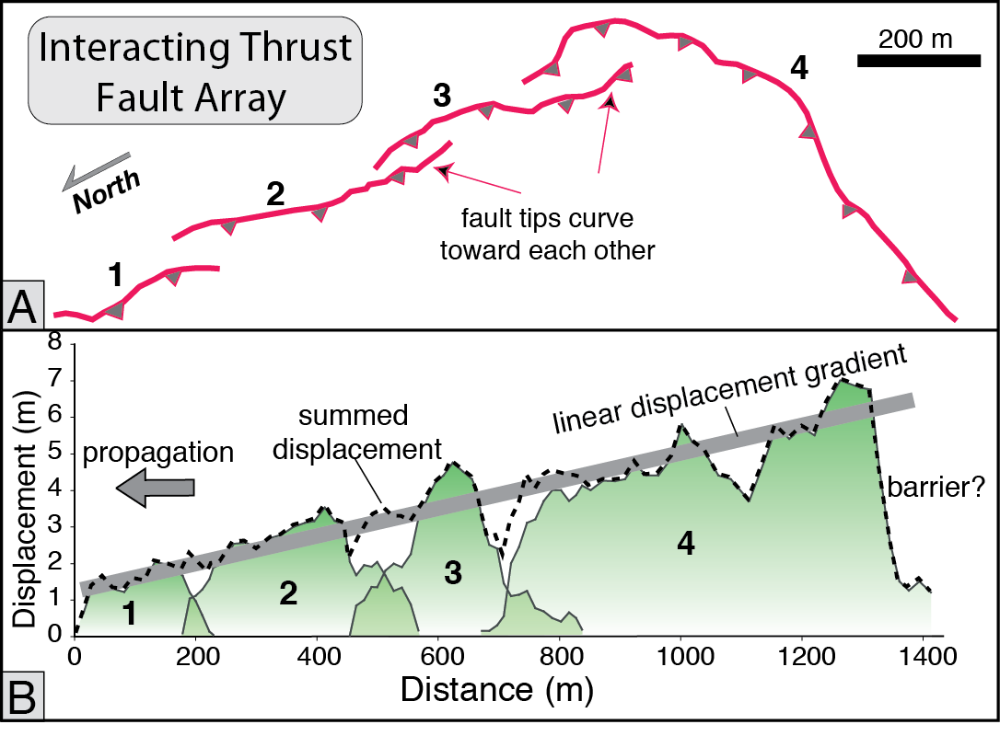 Interacting Thrust
Fault Array
200 m
4
3
North
2
fault tips curve
toward each other
1
A
8
7
6
5
4
3
2
1
0
Displacement (m)
linear displacement gradient
summed
displacement
propagation
barrier?
1
2
3
4
0
200
400
600
800
1000
1200
1400
Distance (m)
B